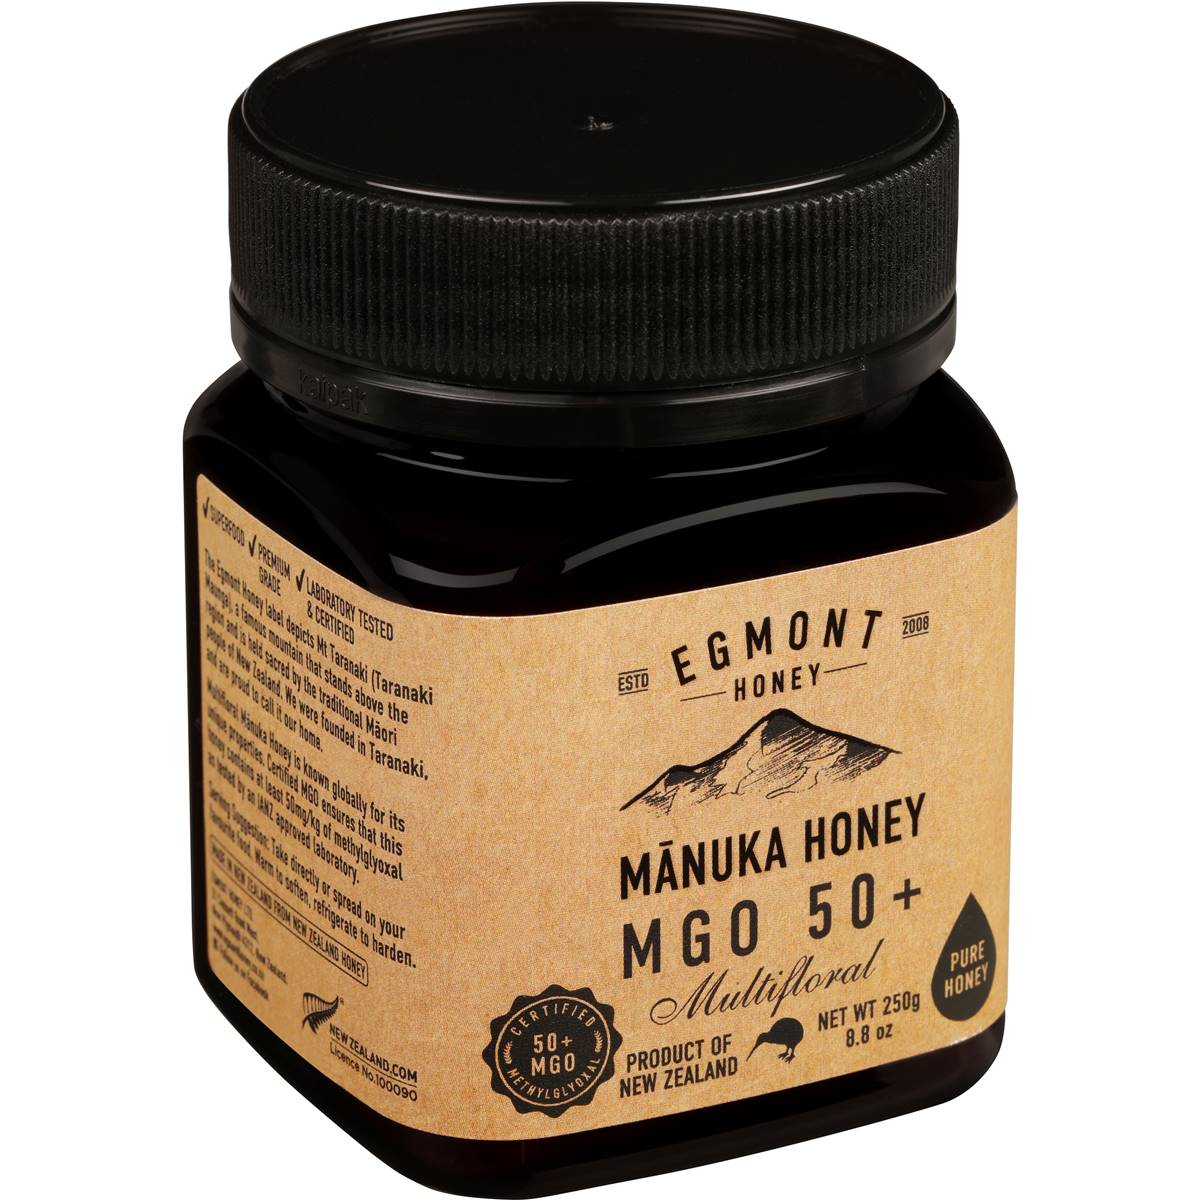 kaipak
✓ SUPERFOOD ✓ PREMIUM GRADE ✓ LABORATORY TESTED & CERTIFIED
The Egmont Honey label depicts Mt Taranaki (Taranaki
Maunga), a famous mountain that stands above the
region and is held sacred by the traditional Māori
people of New Zealand. We were founded in Taranaki,
and are proud to call it our home.
Multifloral Mānuka Honey is known globally for its
unique properties. Certified MGO ensures that this
honey contains at least 50mg/kg of methylglyoxal
as tested by an IANZ approved laboratory.
Serving Suggestion: Take directly or spread on your
favourite food. Warm to soften, refrigerate to harden.
MADE IN NEW ZEALAND FROM NEW ZEALAND HONEY
HONEY LTD.
New Zealand.
NEWZEALAND.COM
Licence No.100090
ESTD
EGMONT
2008
HONEY
MĀNUKA HONEY
MGO 50+
Multifloral
PURE
HONEY
CERTIFIED
50+
MGO
METHYLGLYOXAL
PRODUCT OF
NEW ZEALAND
NET WT 250g
8.8 oz